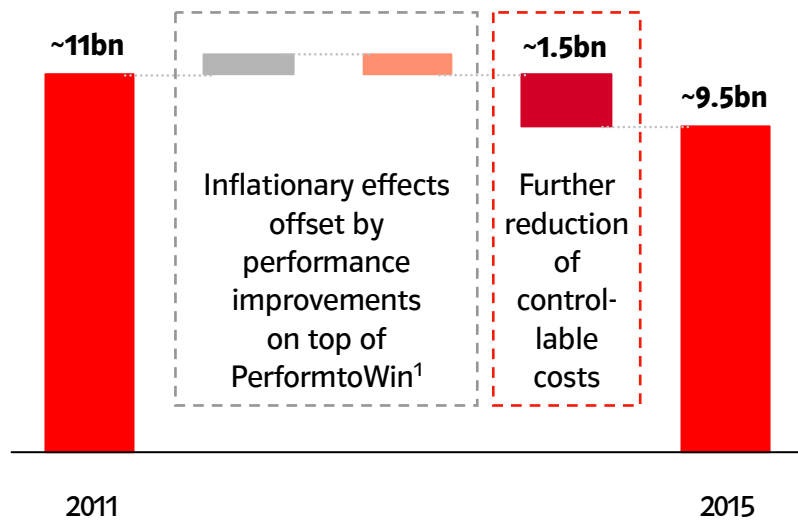 ~11bn
~1.5bn
~9.5bn
Inflationary effects
offset by
performance
improvements
on top of
PerformtoWin¹
Further
reduction
of
control-
lable
costs
2011
2015